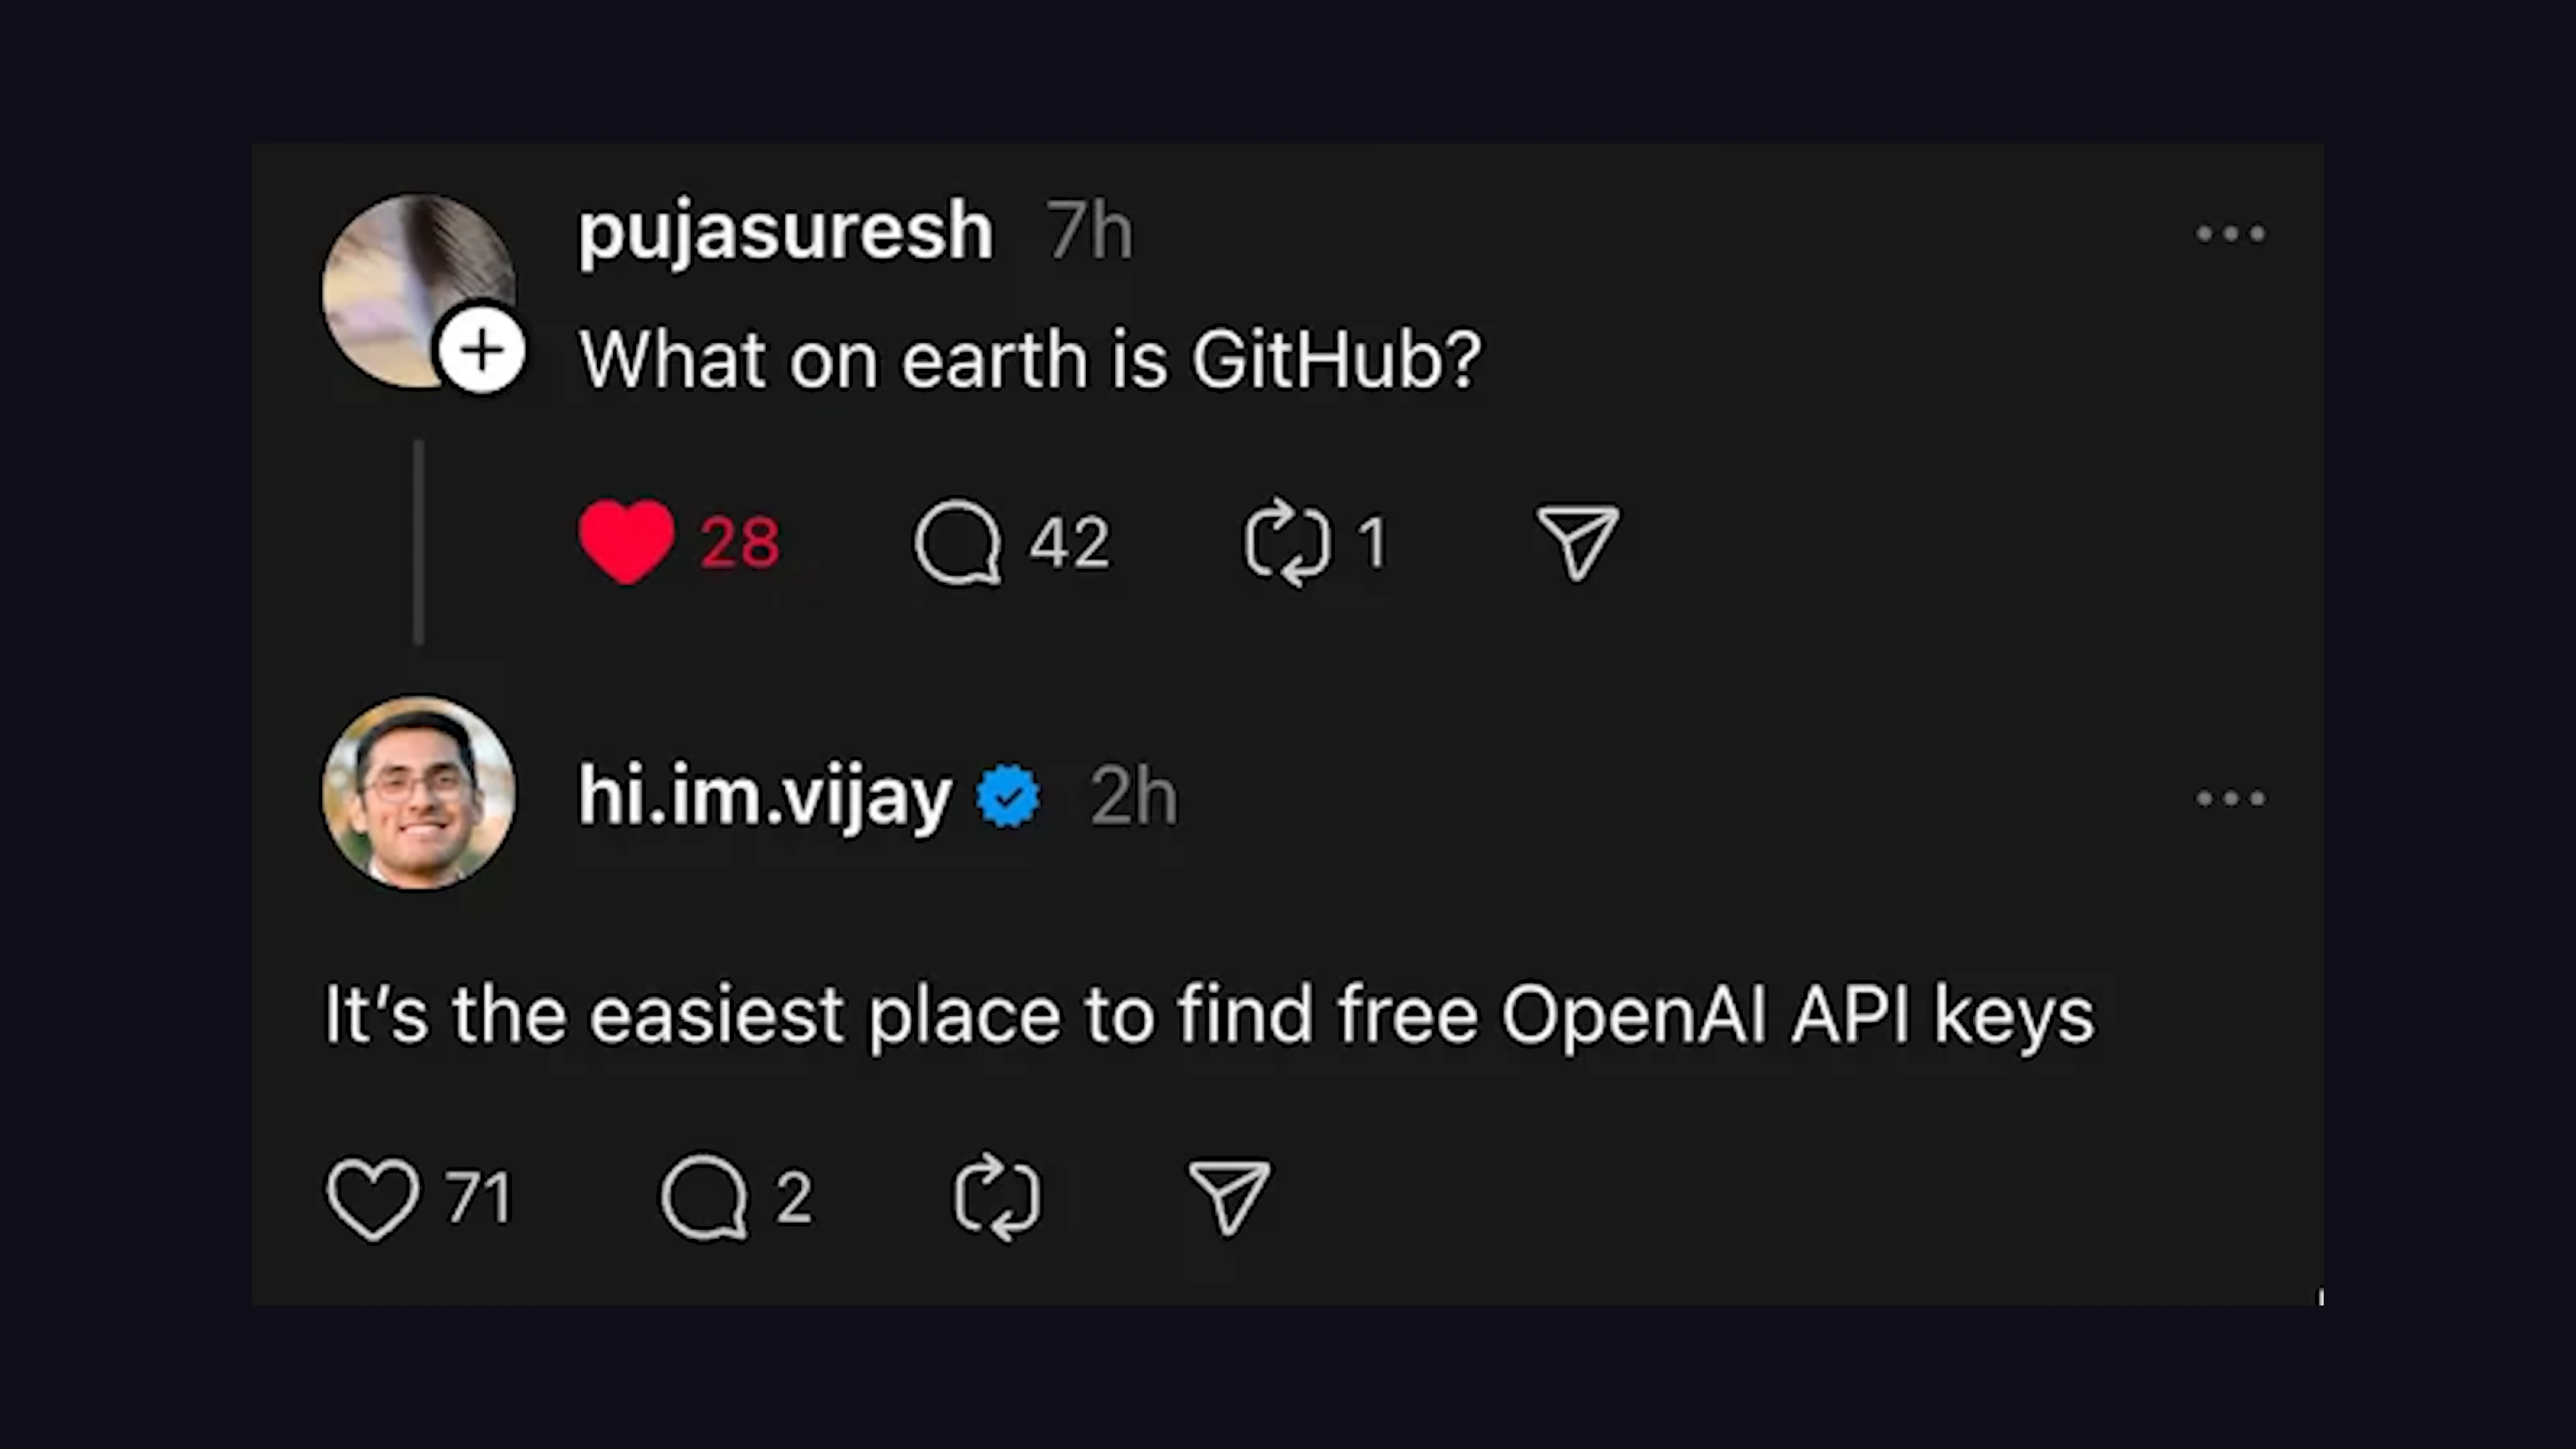 pujasuresh 7h
What on earth is GitHub?
28 42 1
hi.im.vijay 2h
It’s the easiest place to find free OpenAI API keys
71 2